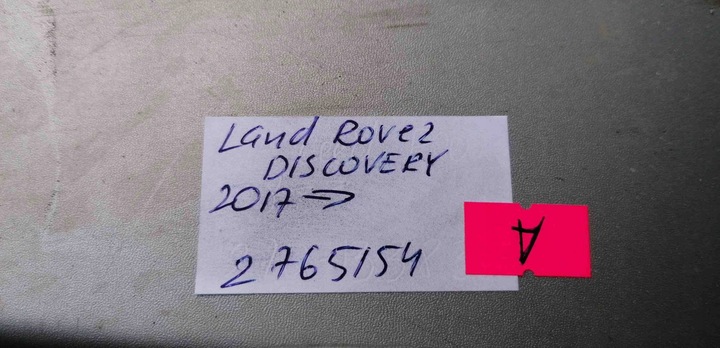 Land Rover
DISCOVERY
2017 →
2765154
A